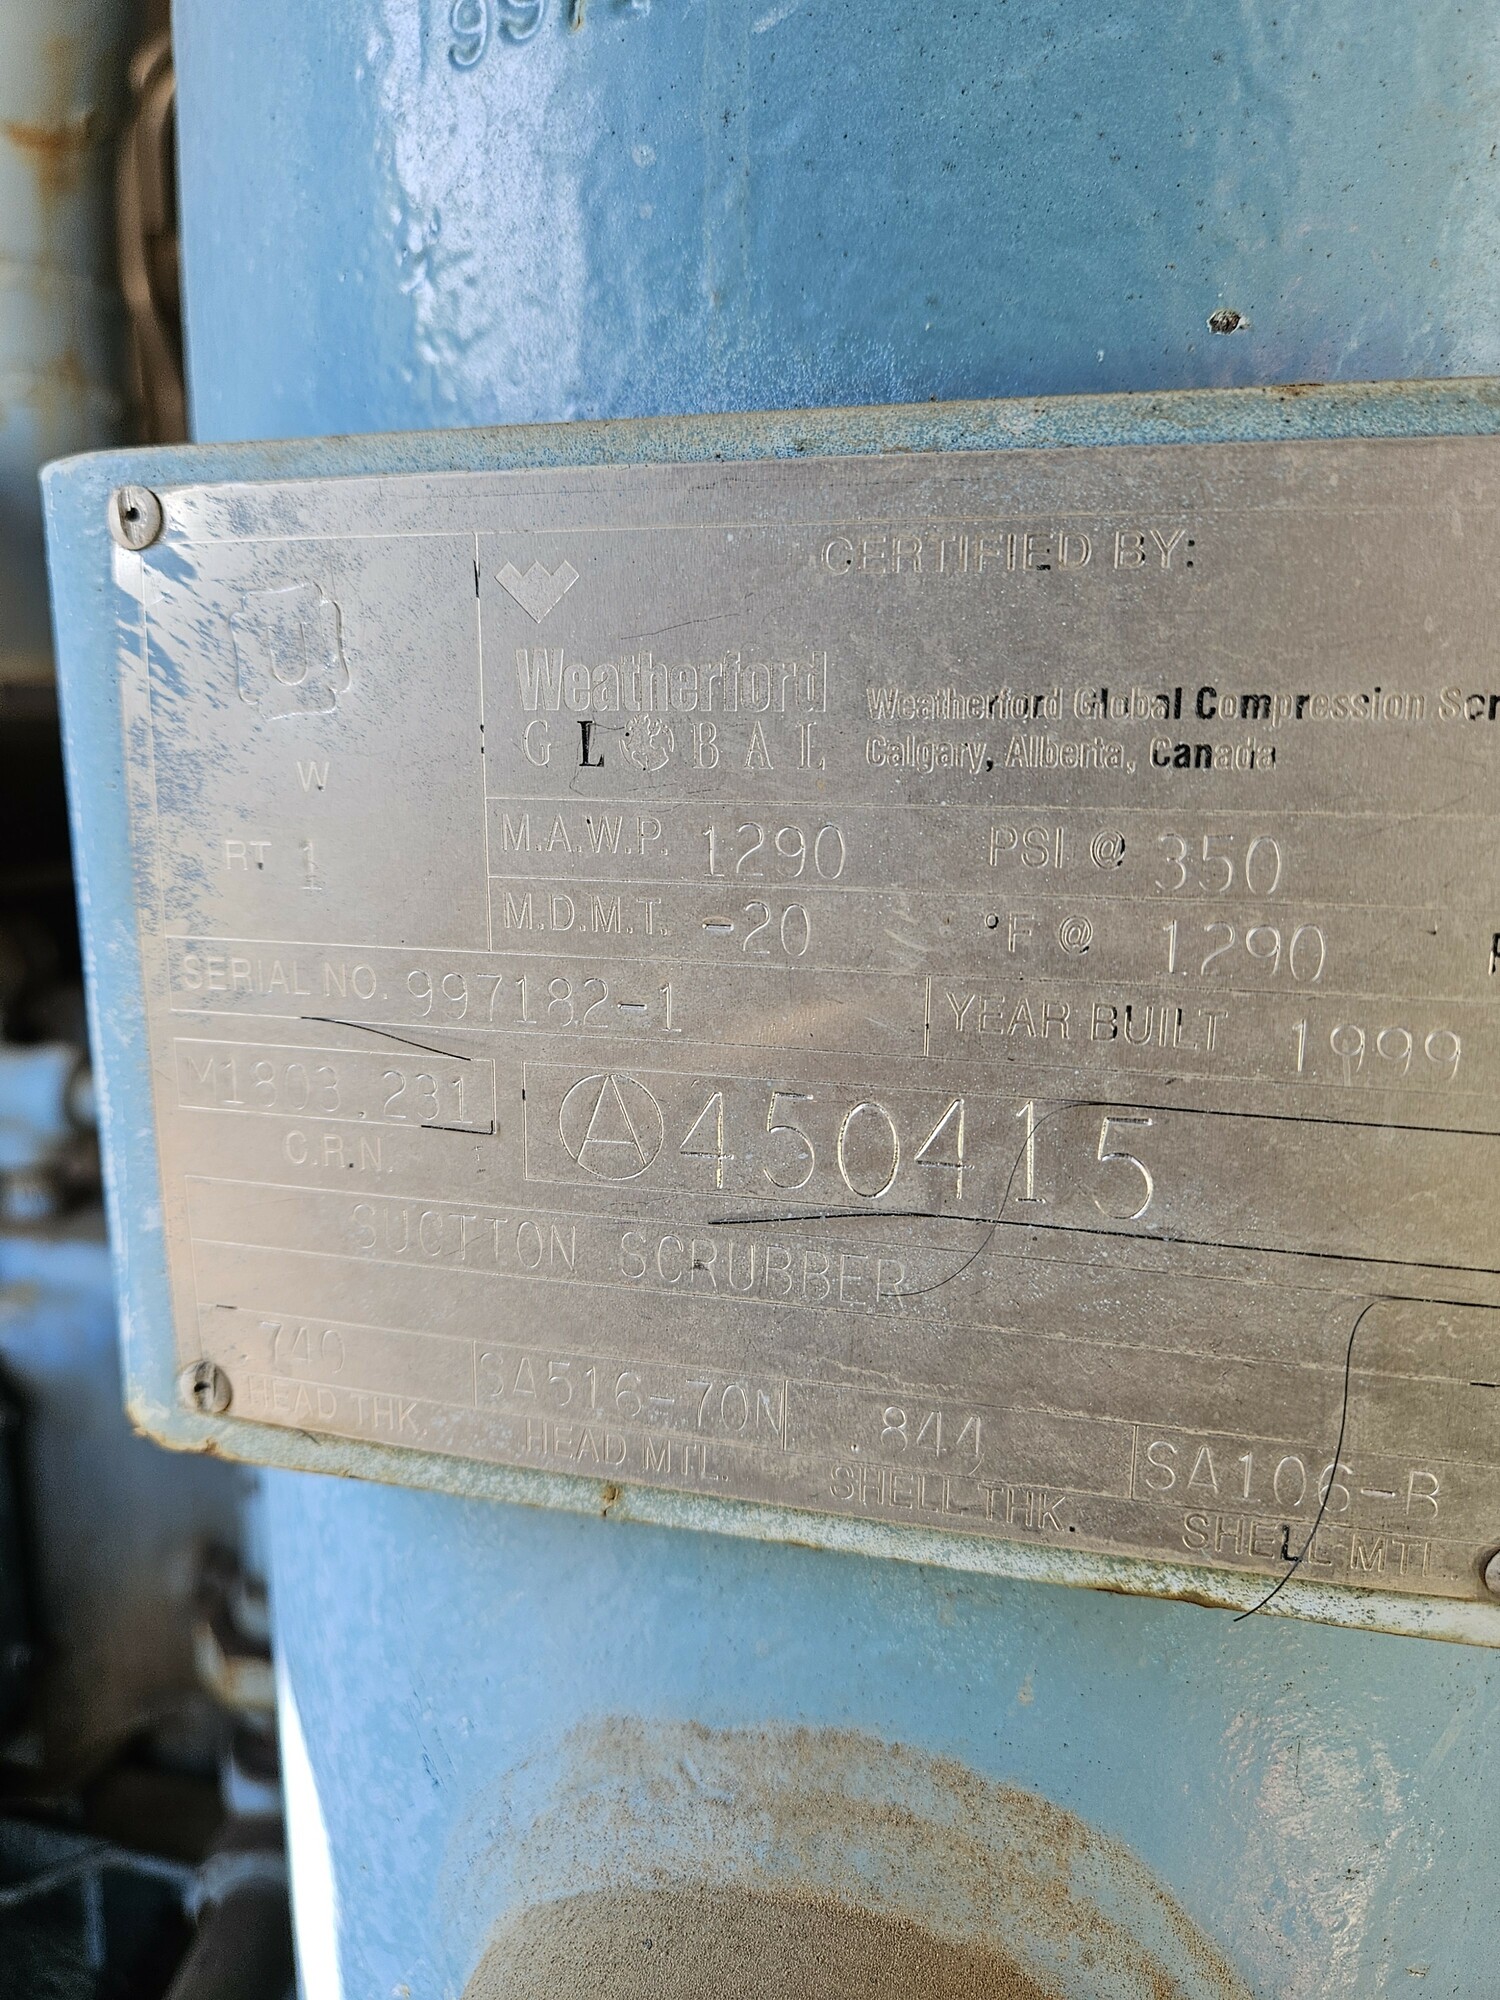 CERTIFIED BY:
U
Weatherford
GLOBAL
Weatherford Global Compression
Calgary, Alberta, Canada
W
RT 1
M.A.W.P. 1290 PSI @ 350
M.D.M.T. -20 °F @ 1290
SERIAL NO. 997182-1 YEAR BUILT 1999
M1803.231 A 450415
C.R.N.
SUCTION SCRUBBER
.740 SA516-70N .844 SA106-B
HEAD THK. HEAD MTL. SHELL THK. SHELL MTL.